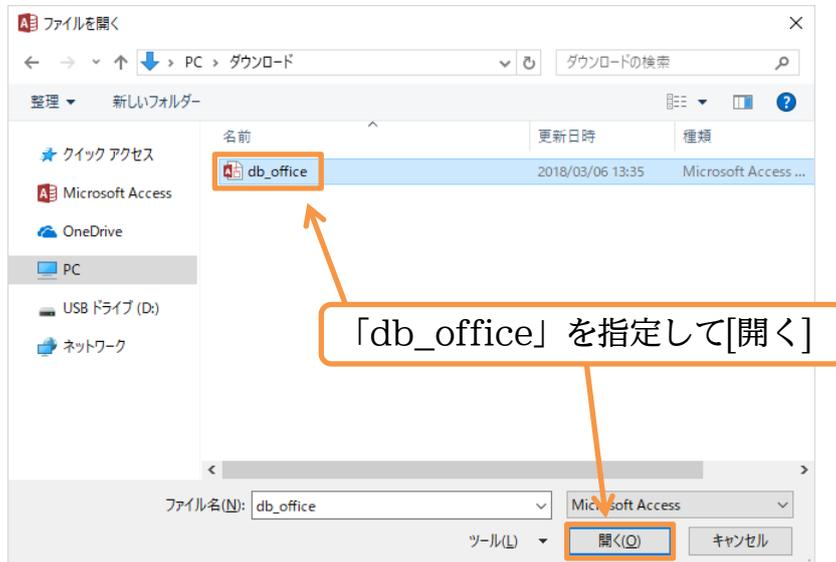 ファイルを開く
PC › ダウンロード
ダウンロードの検索
整理
新しいフォルダー
名前
更新日時
種類
クイック アクセス
db_office
2018/03/06 13:35
Microsoft Access ...
Microsoft Access
OneDrive
PC
USB ドライブ (D:)
ネットワーク
「db_office」を指定して[開く]
ファイル名(N):
db_office
Microsoft Access
ツール(L)
開く(O)
キャンセル